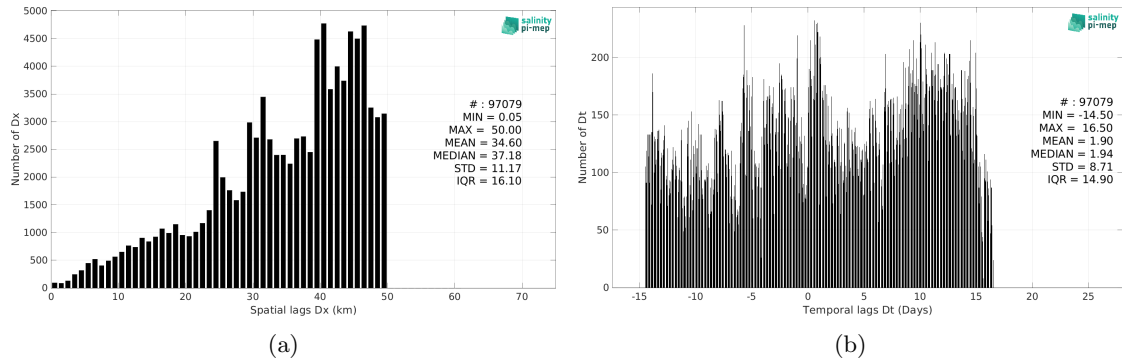 salinity
pi-mep
5000
4500
4000
3500
3000
2500
2000
1500
1000
500
0
Number of Dx
# : 97079
MIN = 0.05
MAX = 50.00
MEAN = 34.60
MEDIAN = 37.18
STD = 11.17
IQR = 16.10
0 10 20 30 40 50 60 70
Spatial lags Dx (km)
(a)
salinity
pi-mep
200
150
100
50
0
Number of Dt
# : 97079
MIN = -14.50
MAX = 16.50
MEAN = 1.90
MEDIAN = 1.94
STD = 8.71
IQR = 14.90
-15 -10 -5 0 5 10 15 20 25
Temporal lags Dt (Days)
(b)